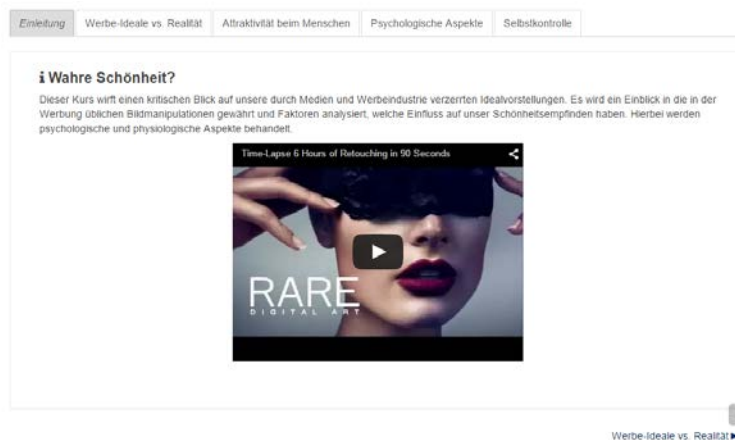 Einleitung
Werbe-Ideale vs. Realität
Attraktivität beim Menschen
Psychologische Aspekte
Selbstkontrolle
i Wahre Schönheit?
Dieser Kurs wirft einen kritischen Blick auf unsere durch Medien und Werbeindustrie verzerrten Idealvorstellungen. Es wird ein Einblick in die in der
Werbung üblichen Bildmanipulationen gewährt und Faktoren analysiert, welche Einfluss auf unser Schönheitsempfinden haben. Hierbei werden
psychologische und physiologische Aspekte behandelt.
Time-Lapse 6 Hours of Retouching in 90 Seconds
RARE
DIGITAL ART
Werbe-Ideale vs. Realität